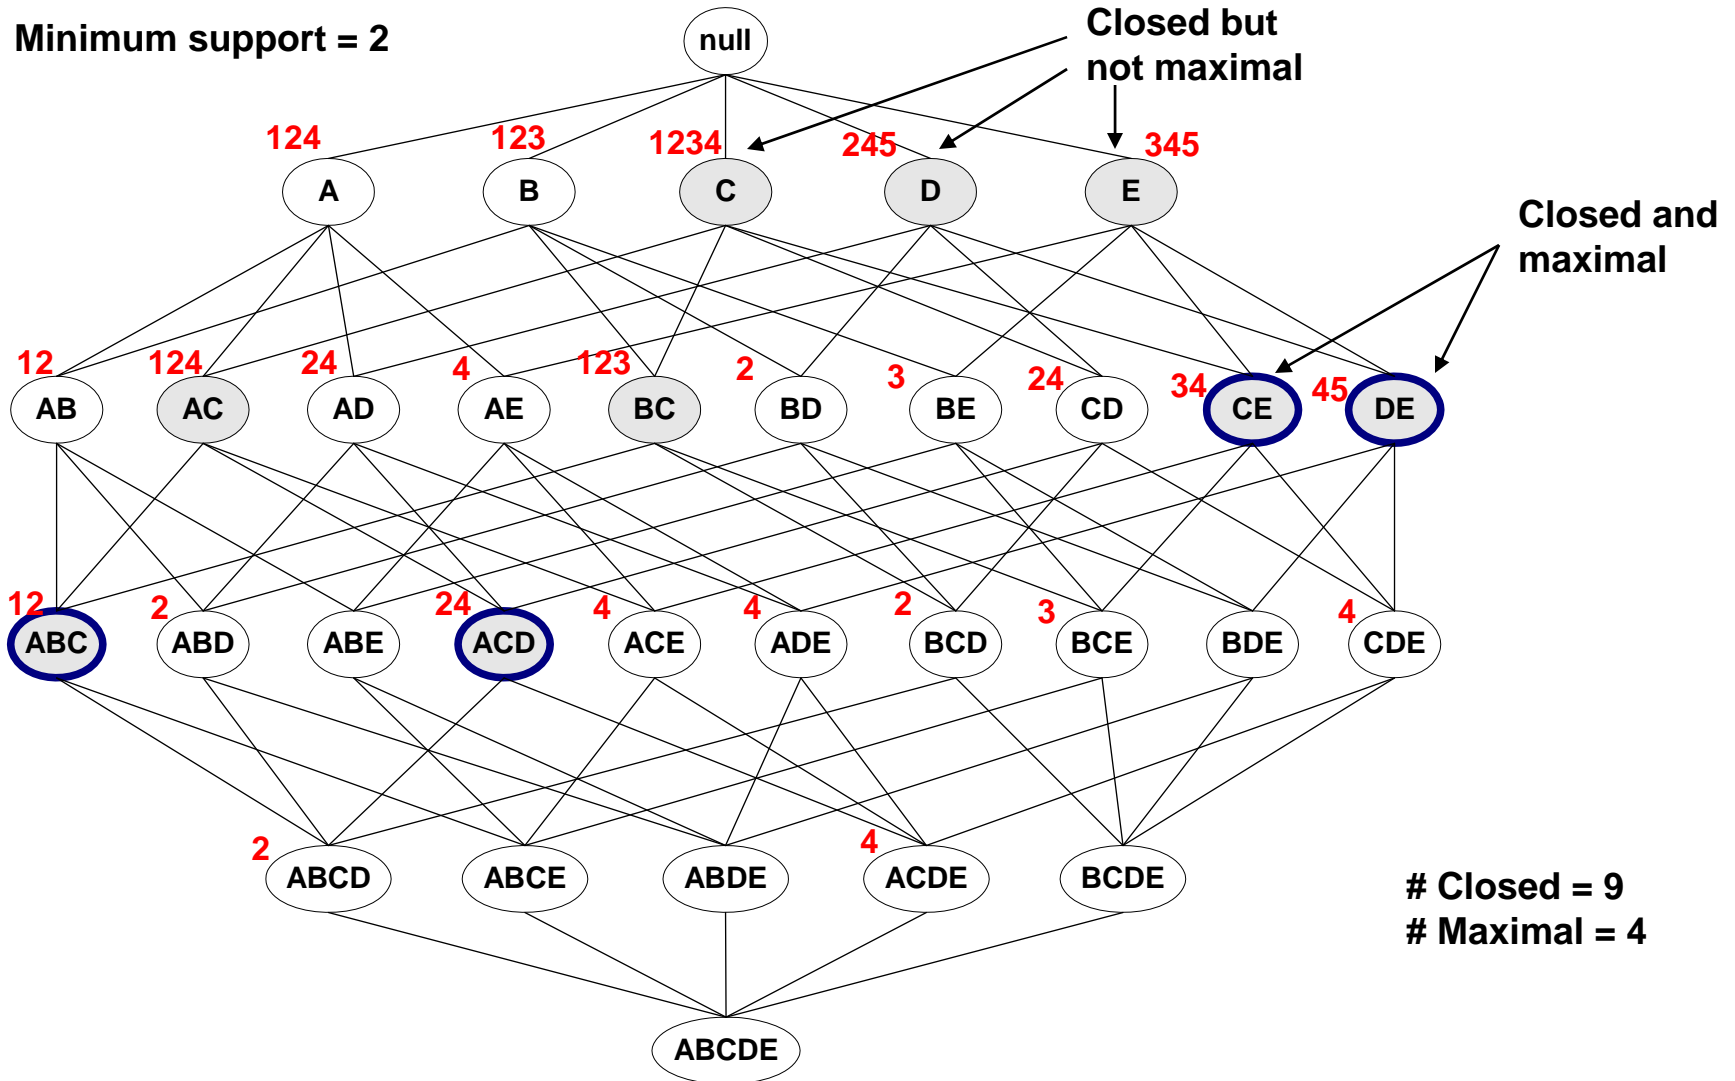 Minimum support = 2
null
Closed but
not maximal
124
123
1234
245
345
A
B
C
D
E
Closed and
maximal
12
124
24
4
123
2
3
24
34
45
AB
AC
AD
AE
BC
BD
BE
CD
CE
DE
12
2
24
4
4
2
3
4
ABC
ABD
ABE
ACD
ACE
ADE
BCD
BCE
BDE
CDE
2
4
ABCD
ABCE
ABDE
ACDE
BCDE
# Closed = 9
# Maximal = 4
ABCDE